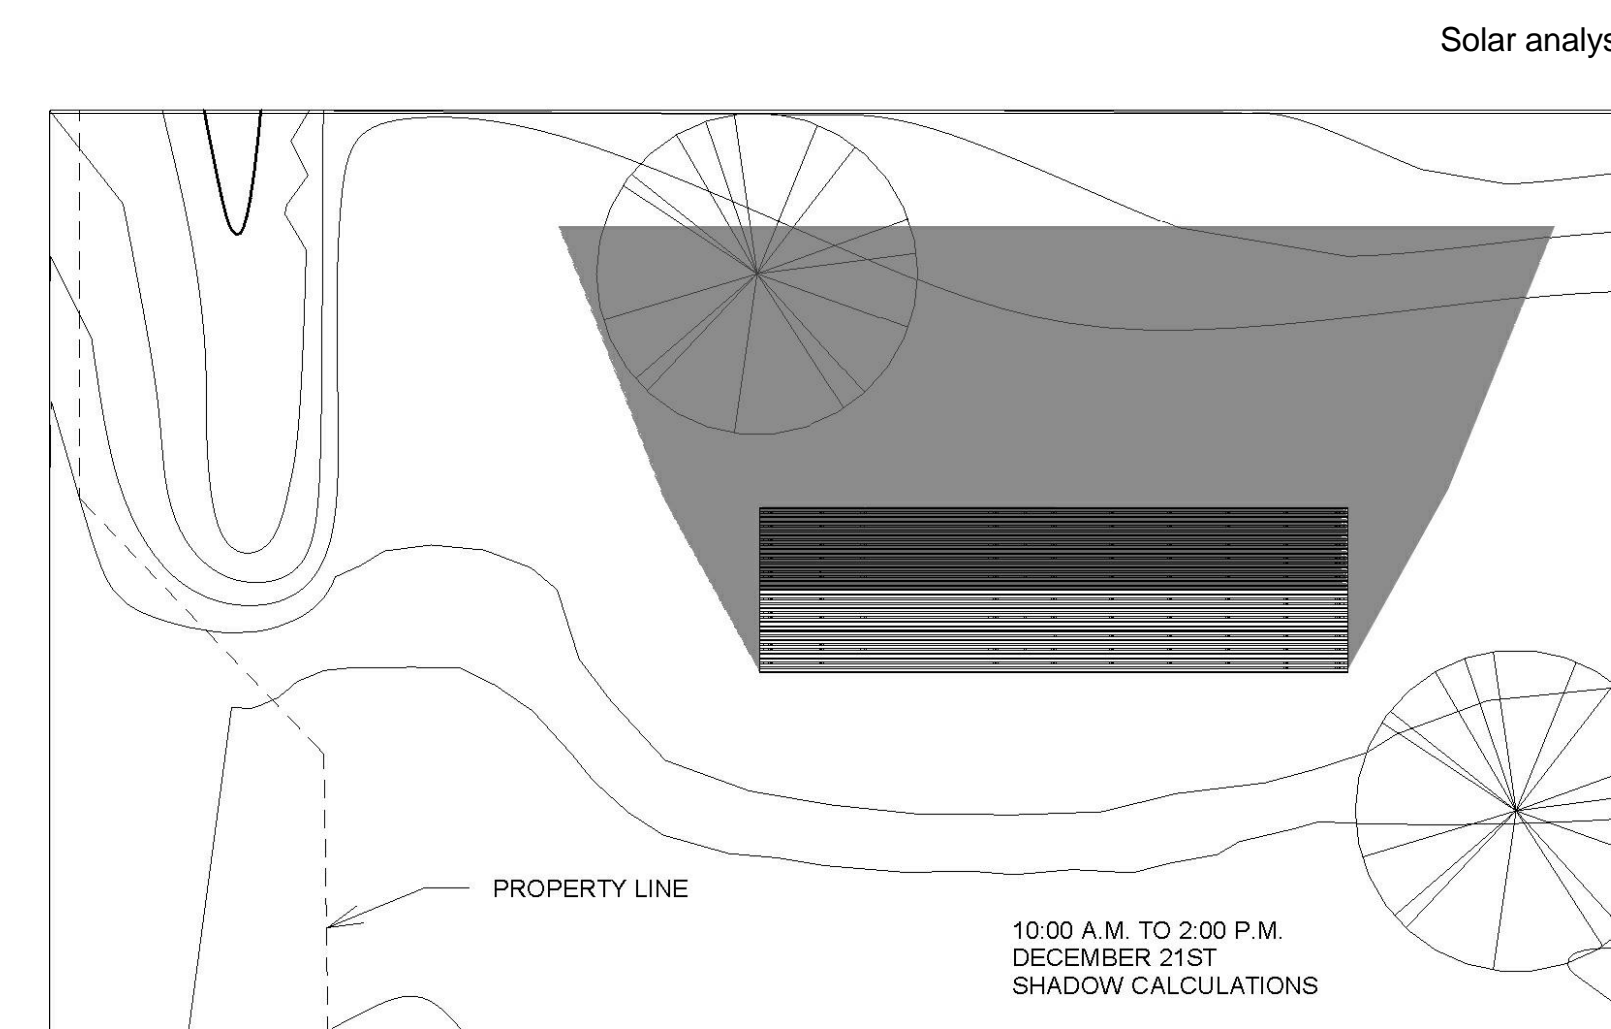 Solar analys
PROPERTY LINE
10:00 A.M. TO 2:00 P.M.
DECEMBER 21ST
SHADOW CALCULATIONS